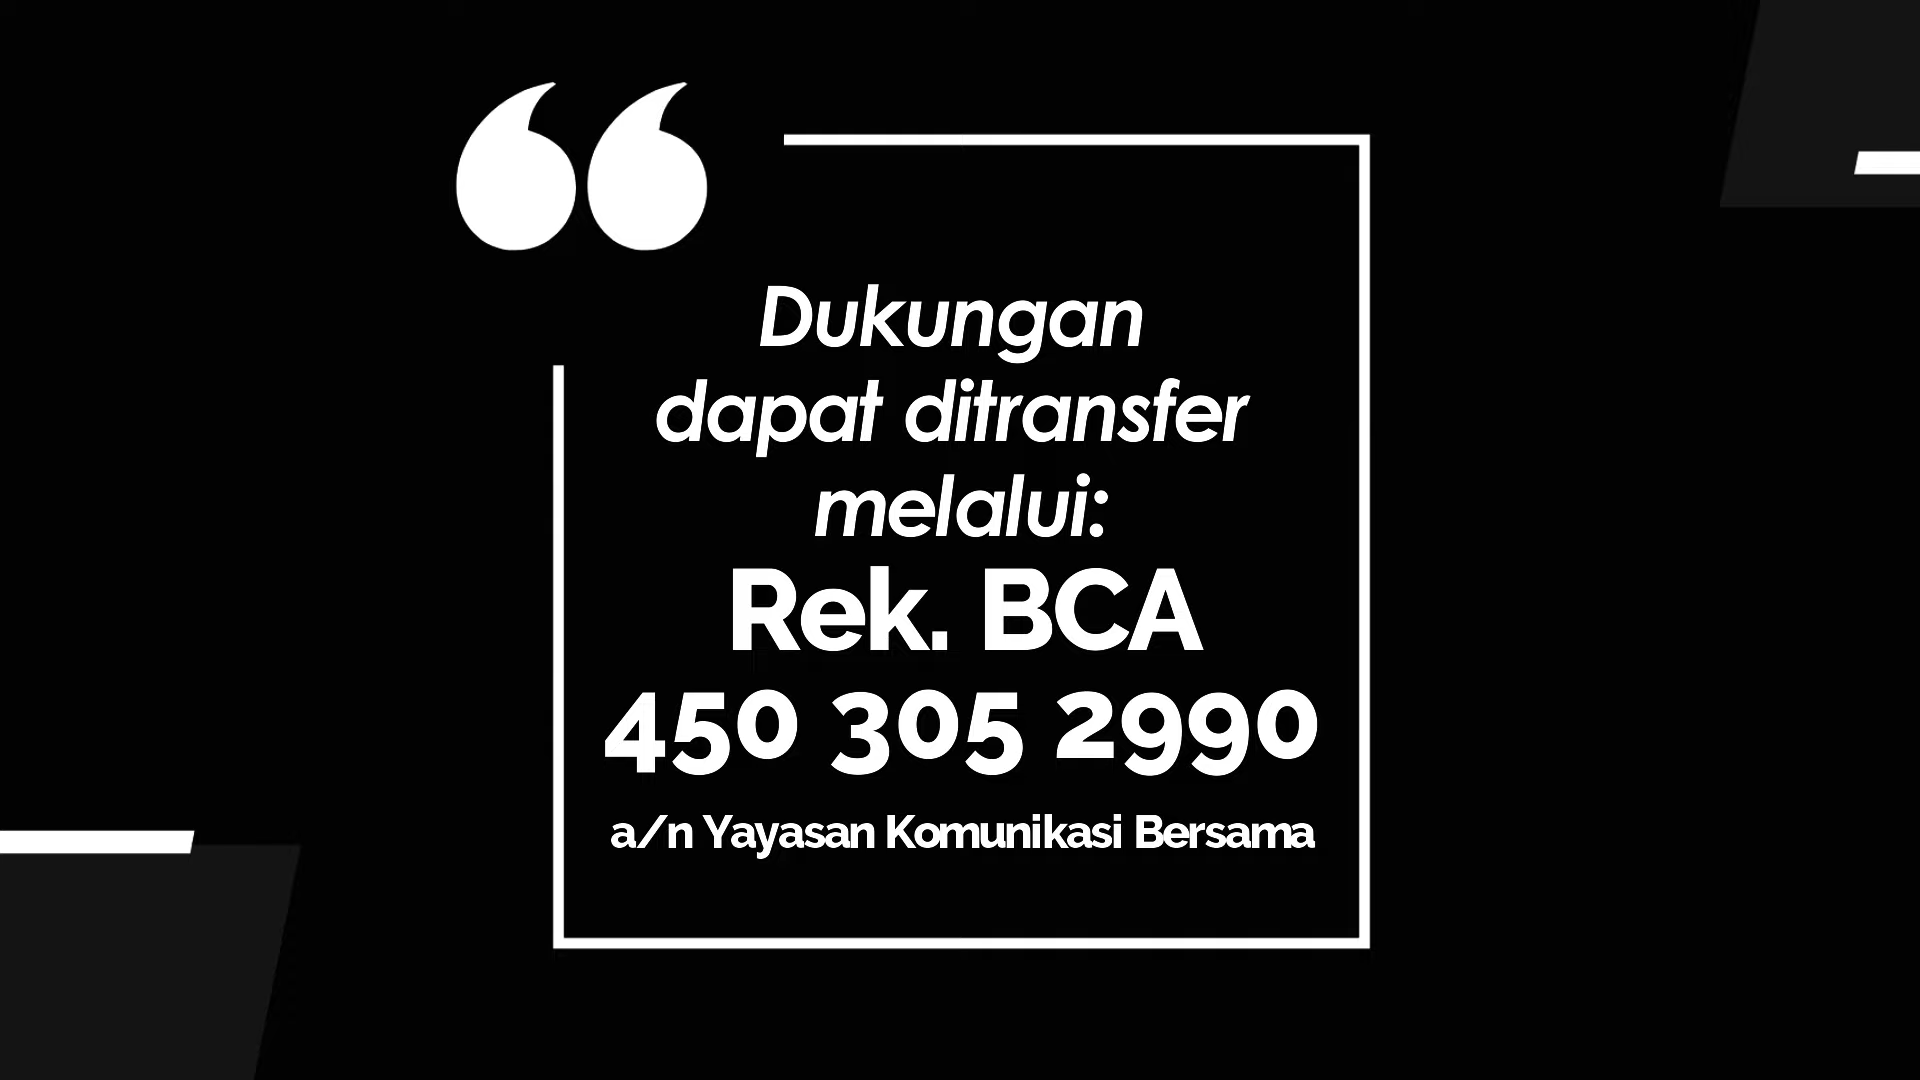 Dukungan
dapat ditransfer
melalui:
Rek. BCA
450 305 2990
a/n Yayasan Komunikasi Bersama